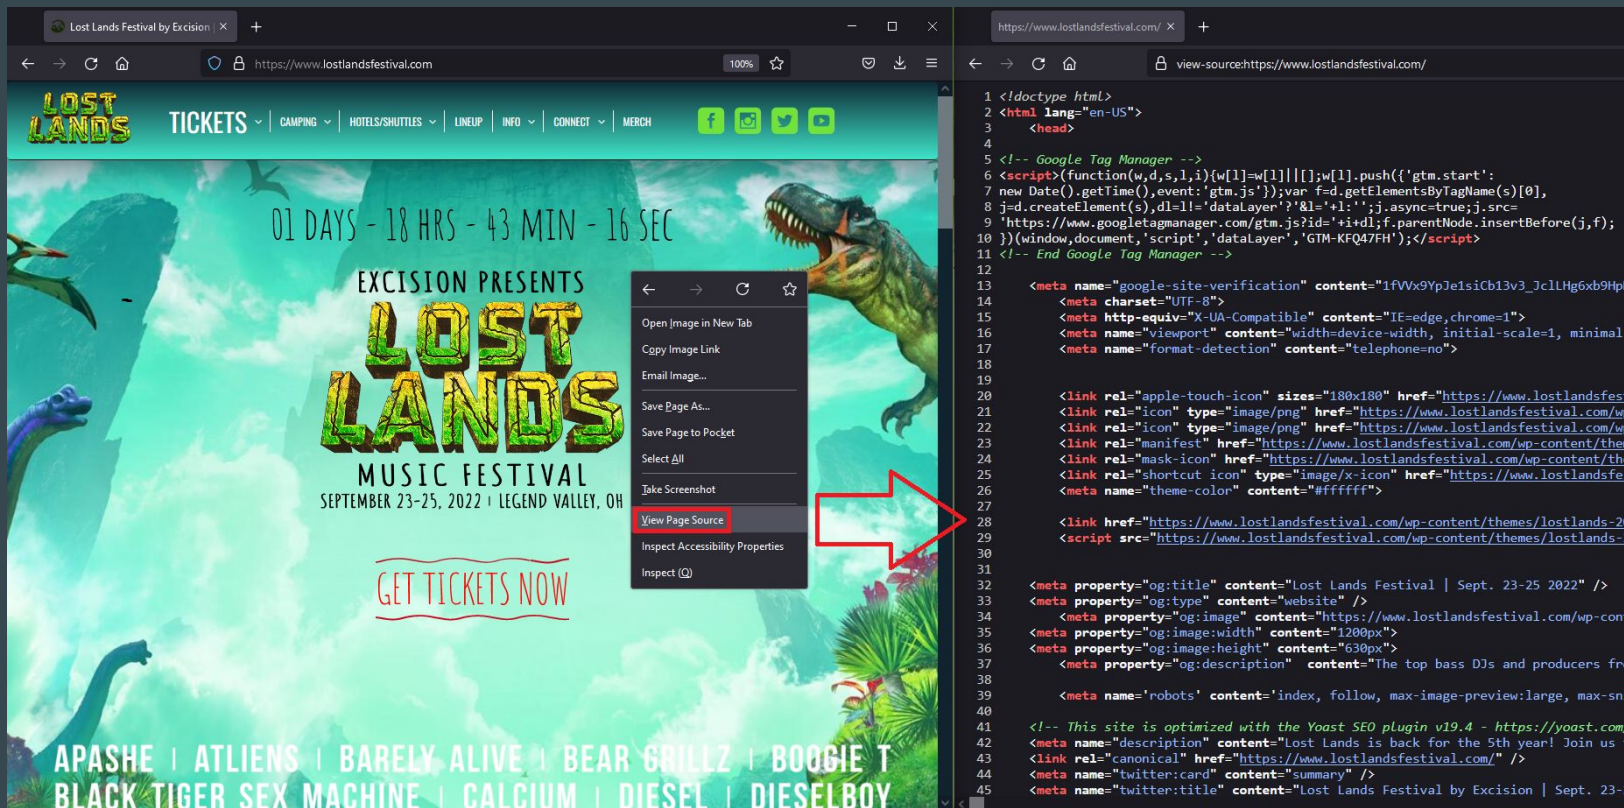 Lost Lands Festival by Excision |
https://www.lostlandsfestival.com
100%
LOST LANDS
TICKETS
CAMPING
HOTELS/SHUTTLES
LINEUP
INFO
CONNECT
MERCH
01 DAYS - 18 HRS - 43 MIN - 16 SEC
EXCISION PRESENTS
LOST
LANDS
MUSIC FESTIVAL
SEPTEMBER 23-25, 2022 | LEGEND VALLEY, OH
GET TICKETS NOW
APASHE | ATLIENS | BARELY ALIVE | BEAR GRILLZ | BOOGIE T
BLACK TIGER SEX MACHINE | CALCIUM | DIESEL | DIESELBOY
Open Image in New Tab
Copy Image Link
Email Image...
Save Page As...
Save Page to Pocket
Select All
Take Screenshot
View Page Source
Inspect Accessibility Properties
Inspect (Q)
https://www.lostlandsfestival.com/
view-source:https://www.lostlandsfestival.com/
1 <!doctype html>
2 <html lang="en-US">
3 <head>
4
5 <!-- Google Tag Manager -->
6 <script>(function(w,d,s,l,i){w[l]=w[l]||[];w[l].push({'gtm.start':
7 new Date().getTime(),event:'gtm.js'});var f=d.getElementsByTagName(s)[0],
8 j=d.createElement(s),dl=l!='dataLayer'?'&l='+l:'';j.async=true;j.src=
9 'https://www.googletagmanager.com/gtm.js?id='+i+dl;f.parentNode.insertBefore(j,f);
10 })(window,document,'script','dataLayer','GTM-KFQ47FH');</script>
11 <!-- End Google Tag Manager -->
12
13 <meta name="google-site-verification" content="1fVVx9YpJe1siCb13v3_JclLHg6xb9Hp
14 <meta charset="UTF-8">
15 <meta http-equiv="X-UA-Compatible" content="IE=edge,chrome=1">
16 <meta name="viewport" content="width=device-width, initial-scale=1, minimal
17 <meta name="format-detection" content="telephone=no">
18
19
20 <link rel="apple-touch-icon" sizes="180x180" href="https://www.lostlandsfes
21 <link rel="icon" type="image/png" href="https://www.lostlandsfestival.com/w
22 <link rel="icon" type="image/png" href="https://www.lostlandsfestival.com/w
23 <link rel="manifest" href="https://www.lostlandsfestival.com/wp-content/the
24 <link rel="mask-icon" href="https://www.lostlandsfestival.com/wp-content/th
25 <link rel="shortcut icon" type="image/x-icon" href="https://www.lostlandsfe
26 <meta name="theme-color" content="#ffffff">
27
28 <link href="https://www.lostlandsfestival.com/wp-content/themes/lostlands-2
29 <script src="https://www.lostlandsfestival.com/wp-content/themes/lostlands-
30
31
32 <meta property="og:title" content="Lost Lands Festival | Sept. 23-25 2022" />
33 <meta property="og:type" content="website" />
34 <meta property="og:image" content="https://www.lostlandsfestival.com/wp-con
35 <meta property="og:image:width" content="1200px">
36 <meta property="og:image:height" content="630px">
37 <meta property="og:description" content="The top bass DJs and producers fr
38
39 <meta name='robots' content='index, follow, max-image-preview:large, max-sn
40
41 <!-- This site is optimized with the Yoast SEO plugin v19.4 - https://yoast.com
42 <meta name="description" content="Lost Lands is back for the 5th year! Join us
43 <link rel="canonical" href="https://www.lostlandsfestival.com/" />
44 <meta name="twitter:card" content="summary" />
45 <meta name="twitter:title" content="Lost Lands Festival by Excision | Sept. 23-